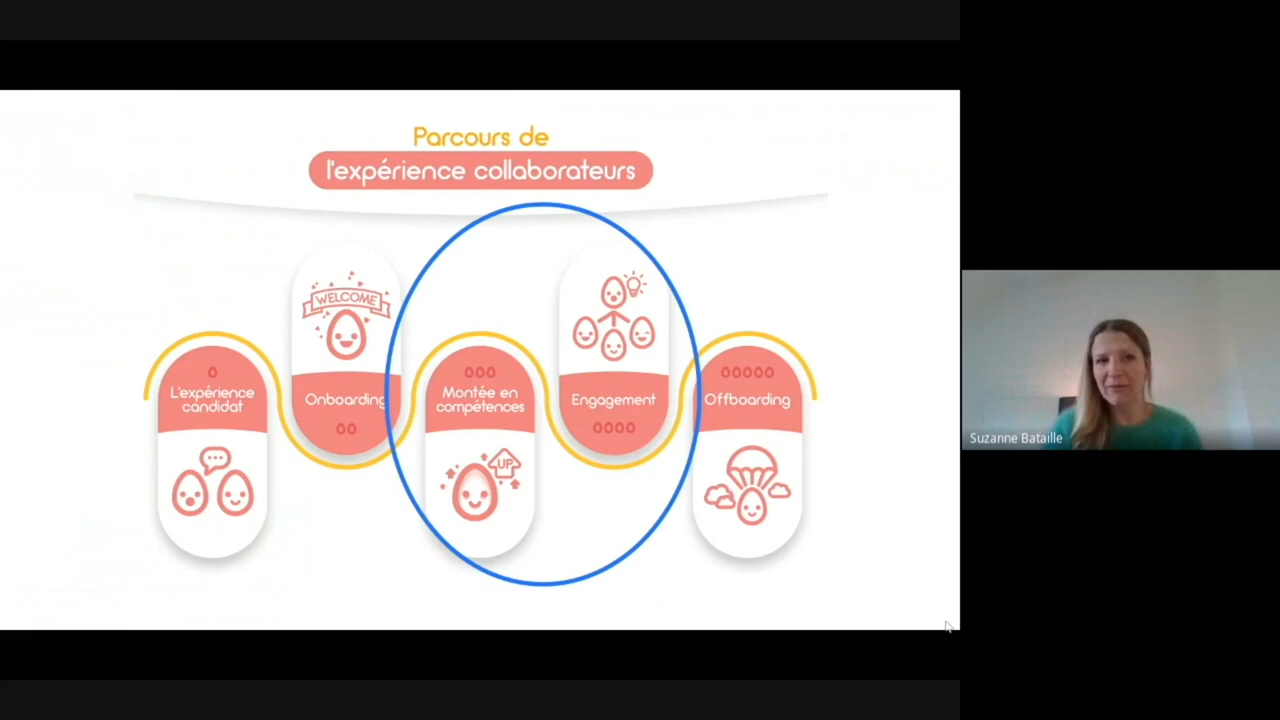 Parcours de
l'expérience collaborateurs
L'expérience
candidat
WELCOME
Onboarding
Montée en
compétences
UP
Engagement
Offboarding
Suzanne Bataille